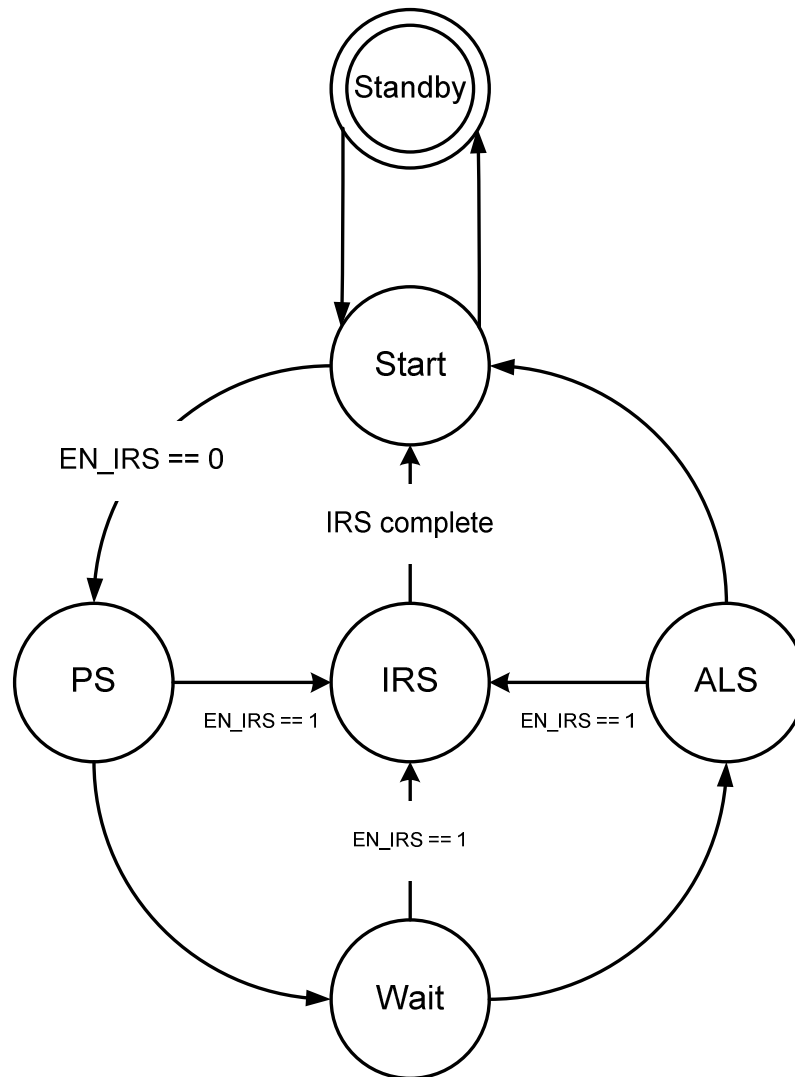 Standby
Start
EN_IRS == 0
IRS complete
PS
IRS
ALS
EN_IRS == 1
EN_IRS == 1
EN_IRS == 1
Wait